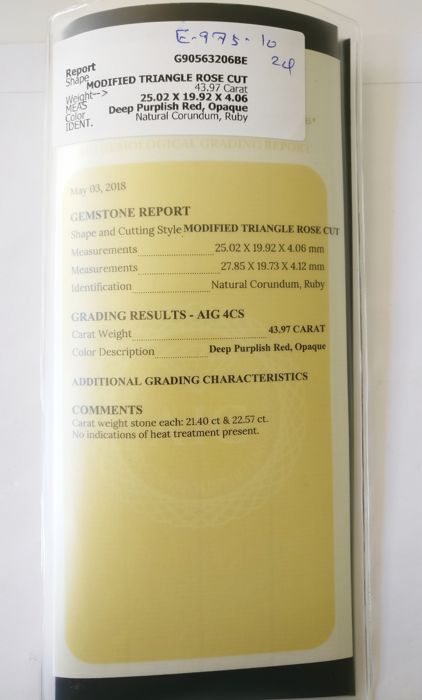 E-975-10
24
G90563206BE
Report
Shape MODIFIED TRIANGLE ROSE CUT
Weight--> 43.97 Carat
MEAS 25.02 X 19.92 X 4.06
Color Deep Purplish Red, Opaque
IDENT. Natural Corundum, Ruby
GEMOLOGICAL GRADING REPORT
May 03, 2018
GEMSTONE REPORT
Shape and Cutting Style MODIFIED TRIANGLE ROSE CUT
Measurements 25.02 X 19.92 X 4.06 mm
Measurements 27.85 X 19.73 X 4.12 mm
Identification Natural Corundum, Ruby
GRADING RESULTS - AIG 4CS
Carat Weight 43.97 CARAT
Color Description Deep Purplish Red, Opaque
ADDITIONAL GRADING CHARACTERISTICS
COMMENTS
Carat weight stone each: 21.40 ct & 22.57 ct.
No indications of heat treatment present.